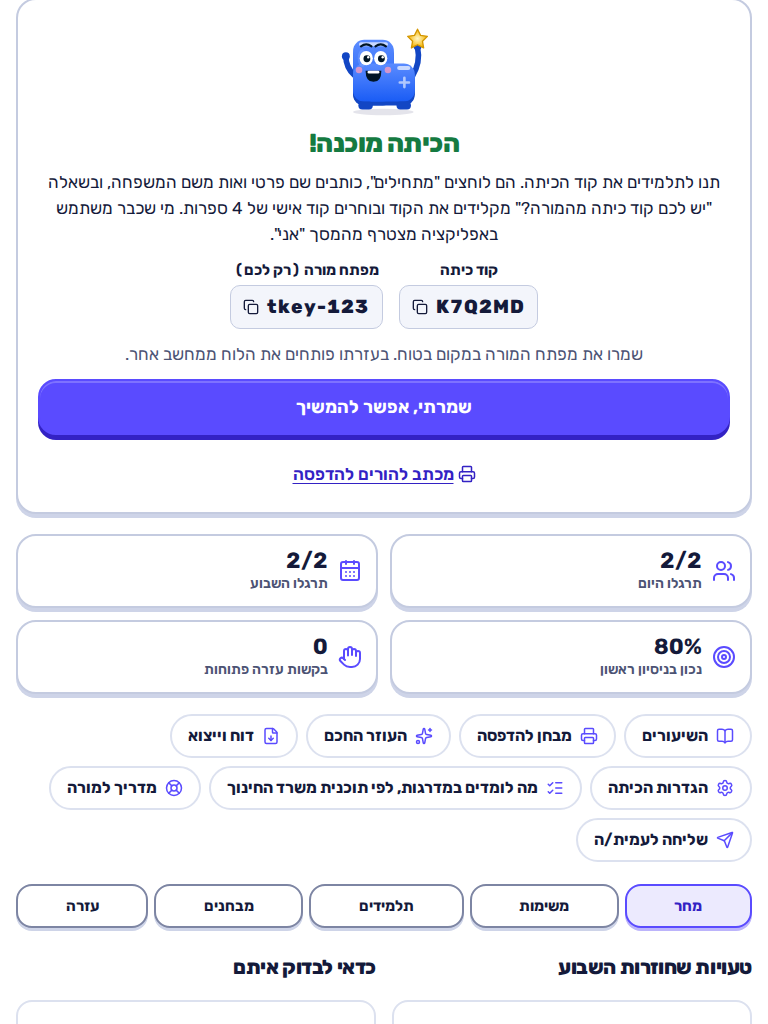 הכיתה מוכנה!
תנו לתלמידים את קוד הכיתה. הם לוחצים "מתחילים", כותבים שם פרטי ואות משם המשפחה, ובשאלה
"יש לכם קוד כיתה מהמורה?" מקלידים את הקוד ובוחרים קוד אישי של 4 ספרות. מי שכבר משתמש
באפליקציה מצטרף מהמסך "אני".
קוד כיתה
K7Q2MD
מפתח מורה (רק לכם)
tkey-123
שמרו את מפתח המורה במקום בטוח. בעזרתו פותחים את הלוח ממחשב אחר.
שמרתי, אפשר להמשיך
מכתב להורים להדפסה
2/2
תרגלו היום
2/2
תרגלו השבוע
80%
נכון בניסיון ראשון
0
בקשות עזרה פתוחות
השיעורים
מבחן להדפסה
העוזר החכם
דוח וייצוא
הגדרות הכיתה
מה לומדים במדרגות, לפי תוכנית משרד החינוך
מדריך למורה
שליחה לעמית/ה
מחר
משימות
תלמידים
מבחנים
עזרה
טעויות שחוזרות השבוע
כדאי לבדוק איתם